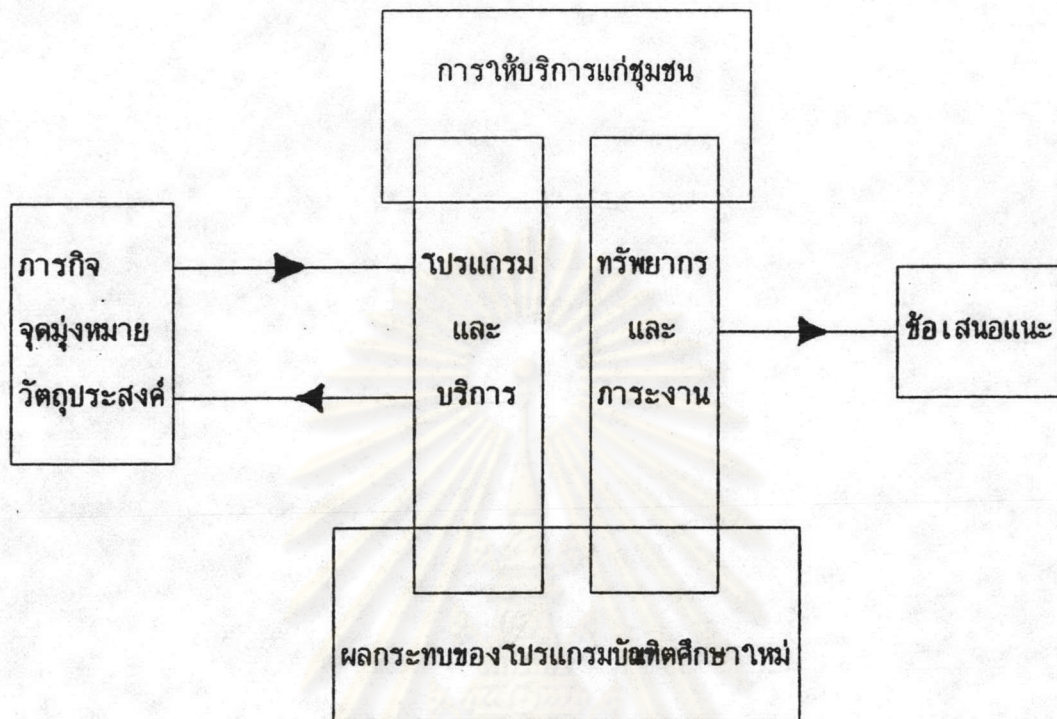 การให้บริการแก่ชุมชน
ภารกิจ
จุดมุ่งหมาย
วัตถุประสงค์
โปรแกรม
และ
บริการ
ทรัพยากร
และ
ภาระงาน
ข้อเสนอแนะ
ผลกระทบของโปรแกรมบัณฑิตศึกษาใหม่